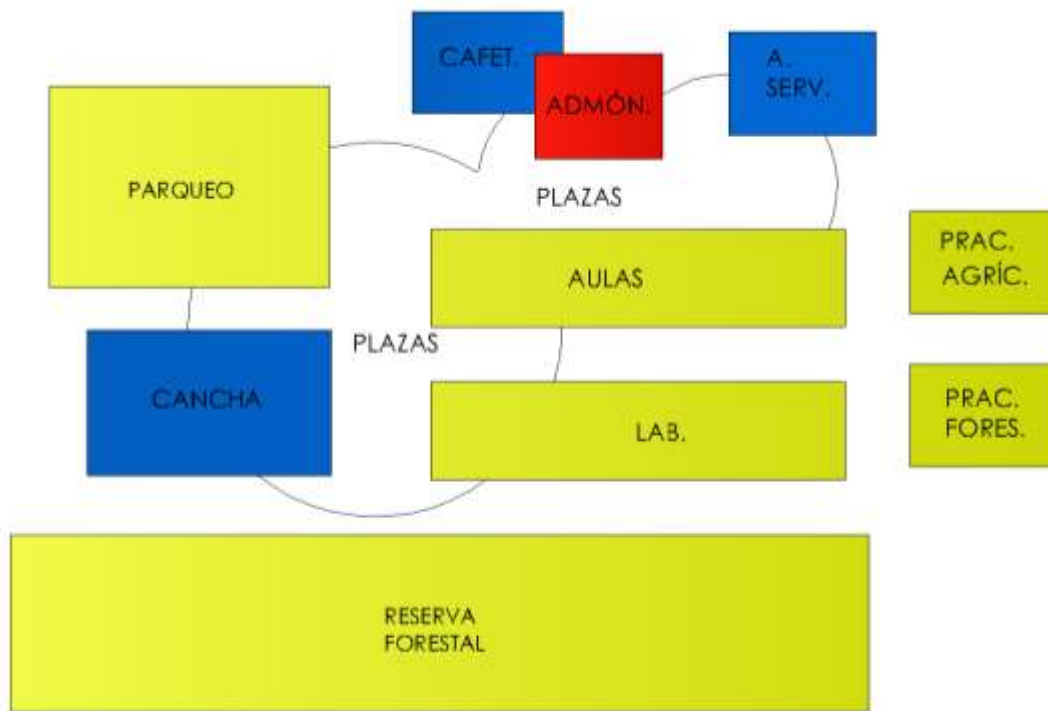 CAFET.
A.
SERV.
ADMÓN.
PARQUEO
PLAZAS
PRAC.
AGRÍC.
AULAS
PLAZAS
CANCHA
PRAC.
FORES.
LAB.
RESERVA
FORESTAL